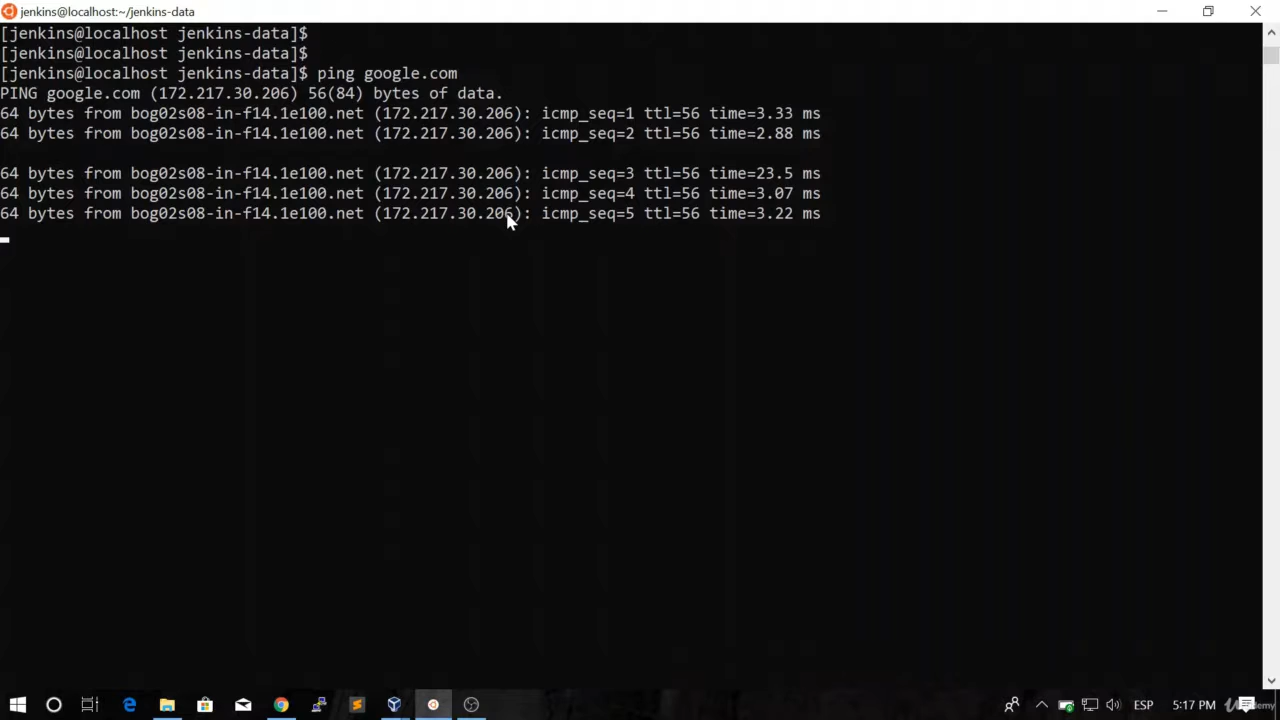 jenkins@localhost:~/jenkins-data
[jenkins@localhost jenkins-data]$
[jenkins@localhost jenkins-data]$
[jenkins@localhost jenkins-data]$ ping google.com
PING google.com (172.217.30.206) 56(84) bytes of data.
64 bytes from bog02s08-in-f14.1e100.net (172.217.30.206): icmp_seq=1 ttl=56 time=3.33 ms
64 bytes from bog02s08-in-f14.1e100.net (172.217.30.206): icmp_seq=2 ttl=56 time=2.88 ms
64 bytes from bog02s08-in-f14.1e100.net (172.217.30.206): icmp_seq=3 ttl=56 time=23.5 ms
64 bytes from bog02s08-in-f14.1e100.net (172.217.30.206): icmp_seq=4 ttl=56 time=3.07 ms
64 bytes from bog02s08-in-f14.1e100.net (172.217.30.206): icmp_seq=5 ttl=56 time=3.22 ms
ESP 5:17 PM